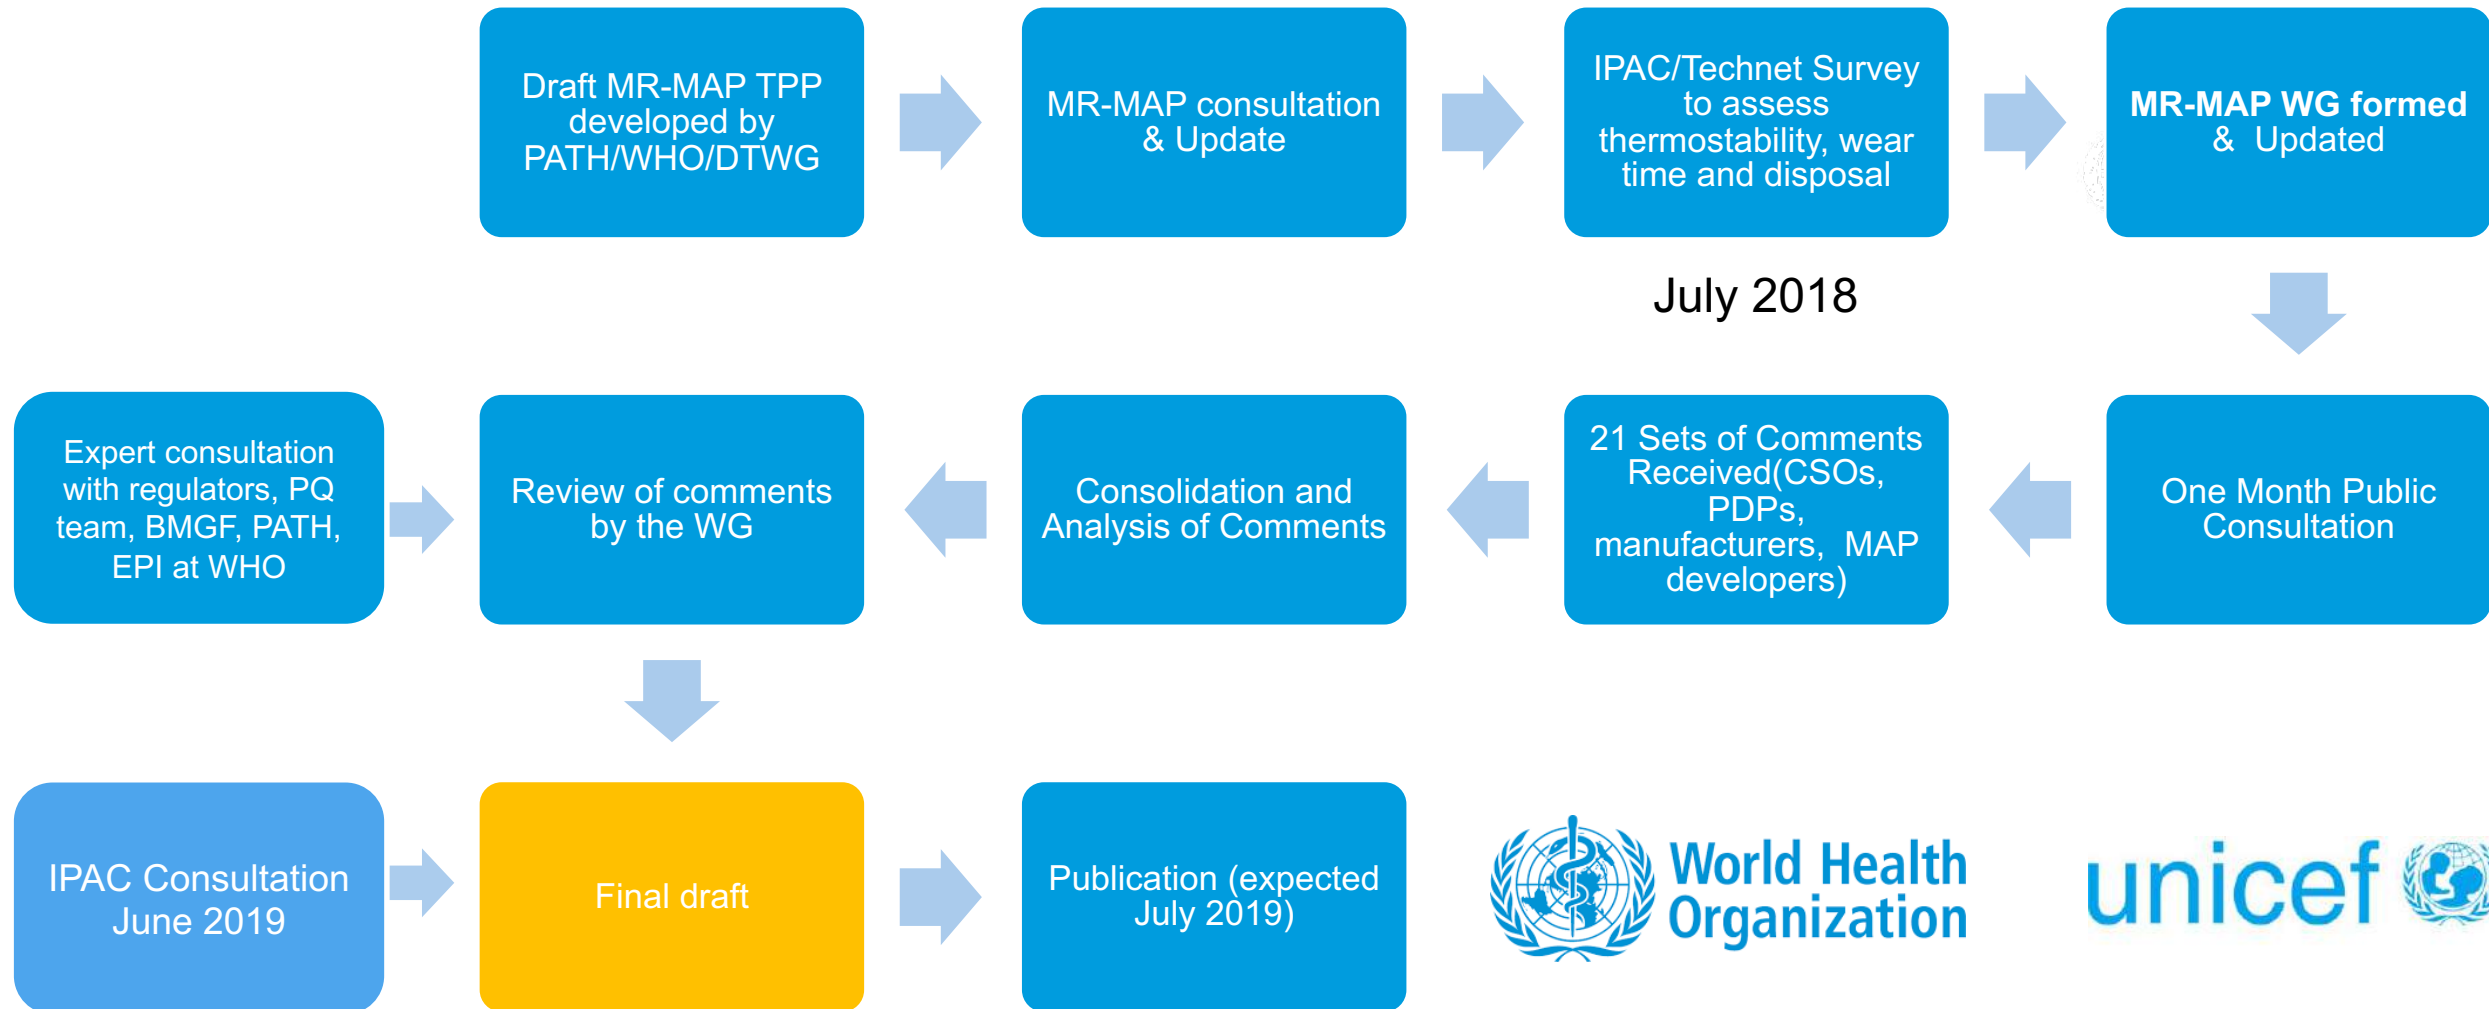 Draft MR-MAP TPP
developed by
PATH/WHO/DTWG
MR-MAP consultation
& Update
IPAC/Technet Survey
to assess
thermostability, wear
time and disposal
MR-MAP WG formed
& Updated
July 2018
Expert consultation
with regulators, PQ
team, BMGF, PATH,
EPI at WHO
Review of comments
by the WG
Consolidation and
Analysis of Comments
21 Sets of Comments
Received(CSOs,
PDPs,
manufacturers, MAP
developers)
One Month Public
Consultation
IPAC Consultation
June 2019
Final draft
Publication (expected
July 2019)
World Health
Organization
unicef